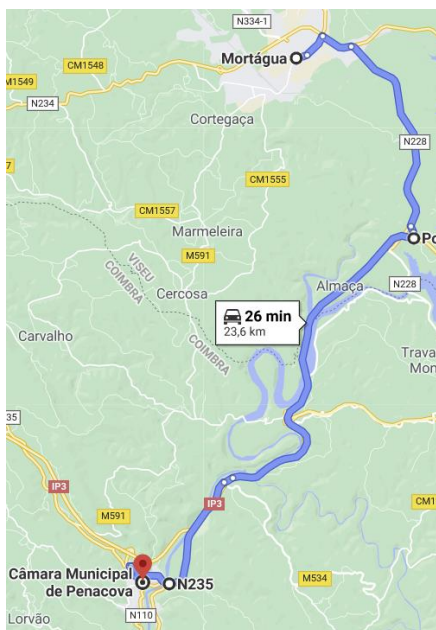 N334-1
CM1548
Mortágua
M1549
N234
Cortegaça
N228
CM1555
7
CM1557
Marmeleira
Po
M591
VISEU
COIMBRA
N228
Almaça
Cercosa
26 min
23,6 km
COIMBRA
Carvalho
Trava
Mon
35
IP3
IP3
CM1
M591
Câmara Municipal
de Penacova
N235
M534
N110
Lorvão